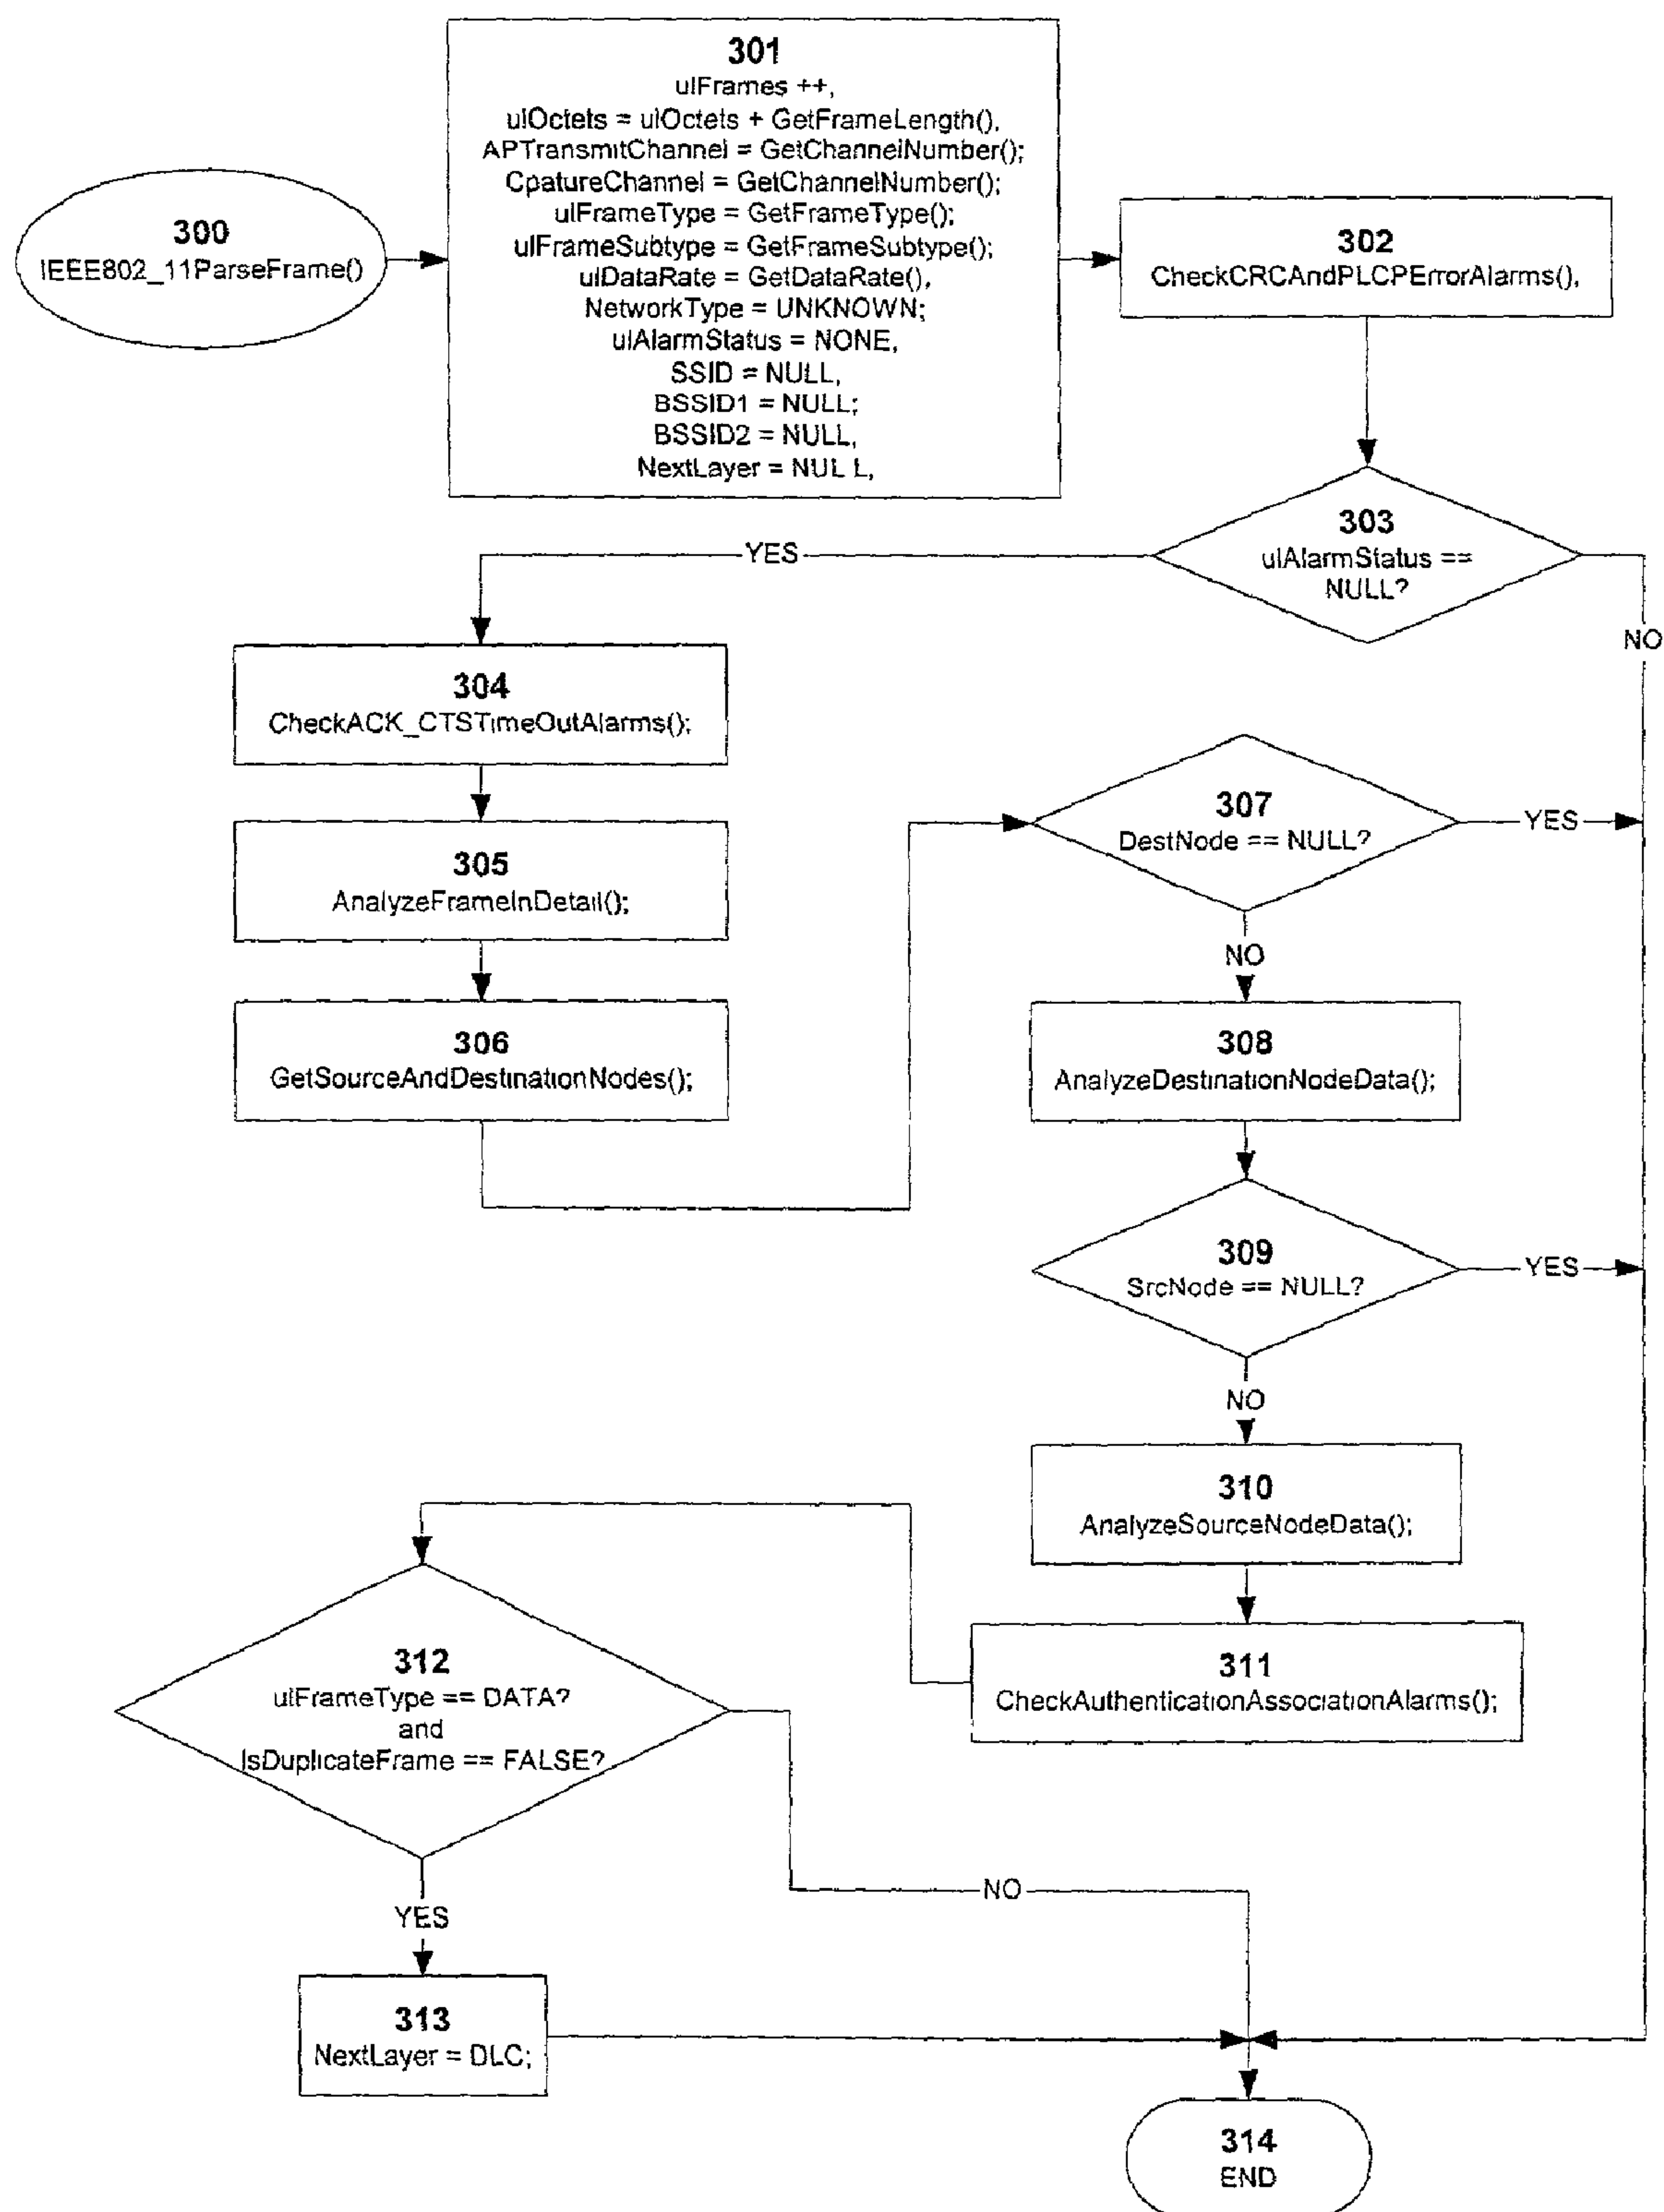 300
IEEE802_11ParseFrame()
301
ulFrames ++,
ulOctets = ulOctets + GetFrameLength(),
APTransmitChannel = GetChannelNumber();
CpatureChannel = GetChannelNumber();
ulFrameType = GetFrameType();
ulFrameSubtype = GetFrameSubtype();
ulDataRate = GetDataRate(),
NetworkType = UNKNOWN;
ulAlarmStatus = NONE,
SSID = NULL,
BSSID1 = NULL;
BSSID2 = NULL,
NextLayer = NUL L,
302
CheckCRCAndPLCPErrorAlarms(),
303
ulAlarmStatus ==
NULL?
YES
NO
304
CheckACK_CTSTimeOutAlarms();
305
AnalyzeFrameInDetail();
306
GetSourceAndDestinationNodes();
307
DestNode == NULL?
YES
NO
308
AnalyzeDestinationNodeData();
309
SrcNode == NULL?
YES
NO
310
AnalyzeSourceNodeData();
311
CheckAuthenticationAssociationAlarms();
312
ulFrameType == DATA?
and
IsDuplicateFrame == FALSE?
NO
YES
313
NextLayer = DLC;
314
END